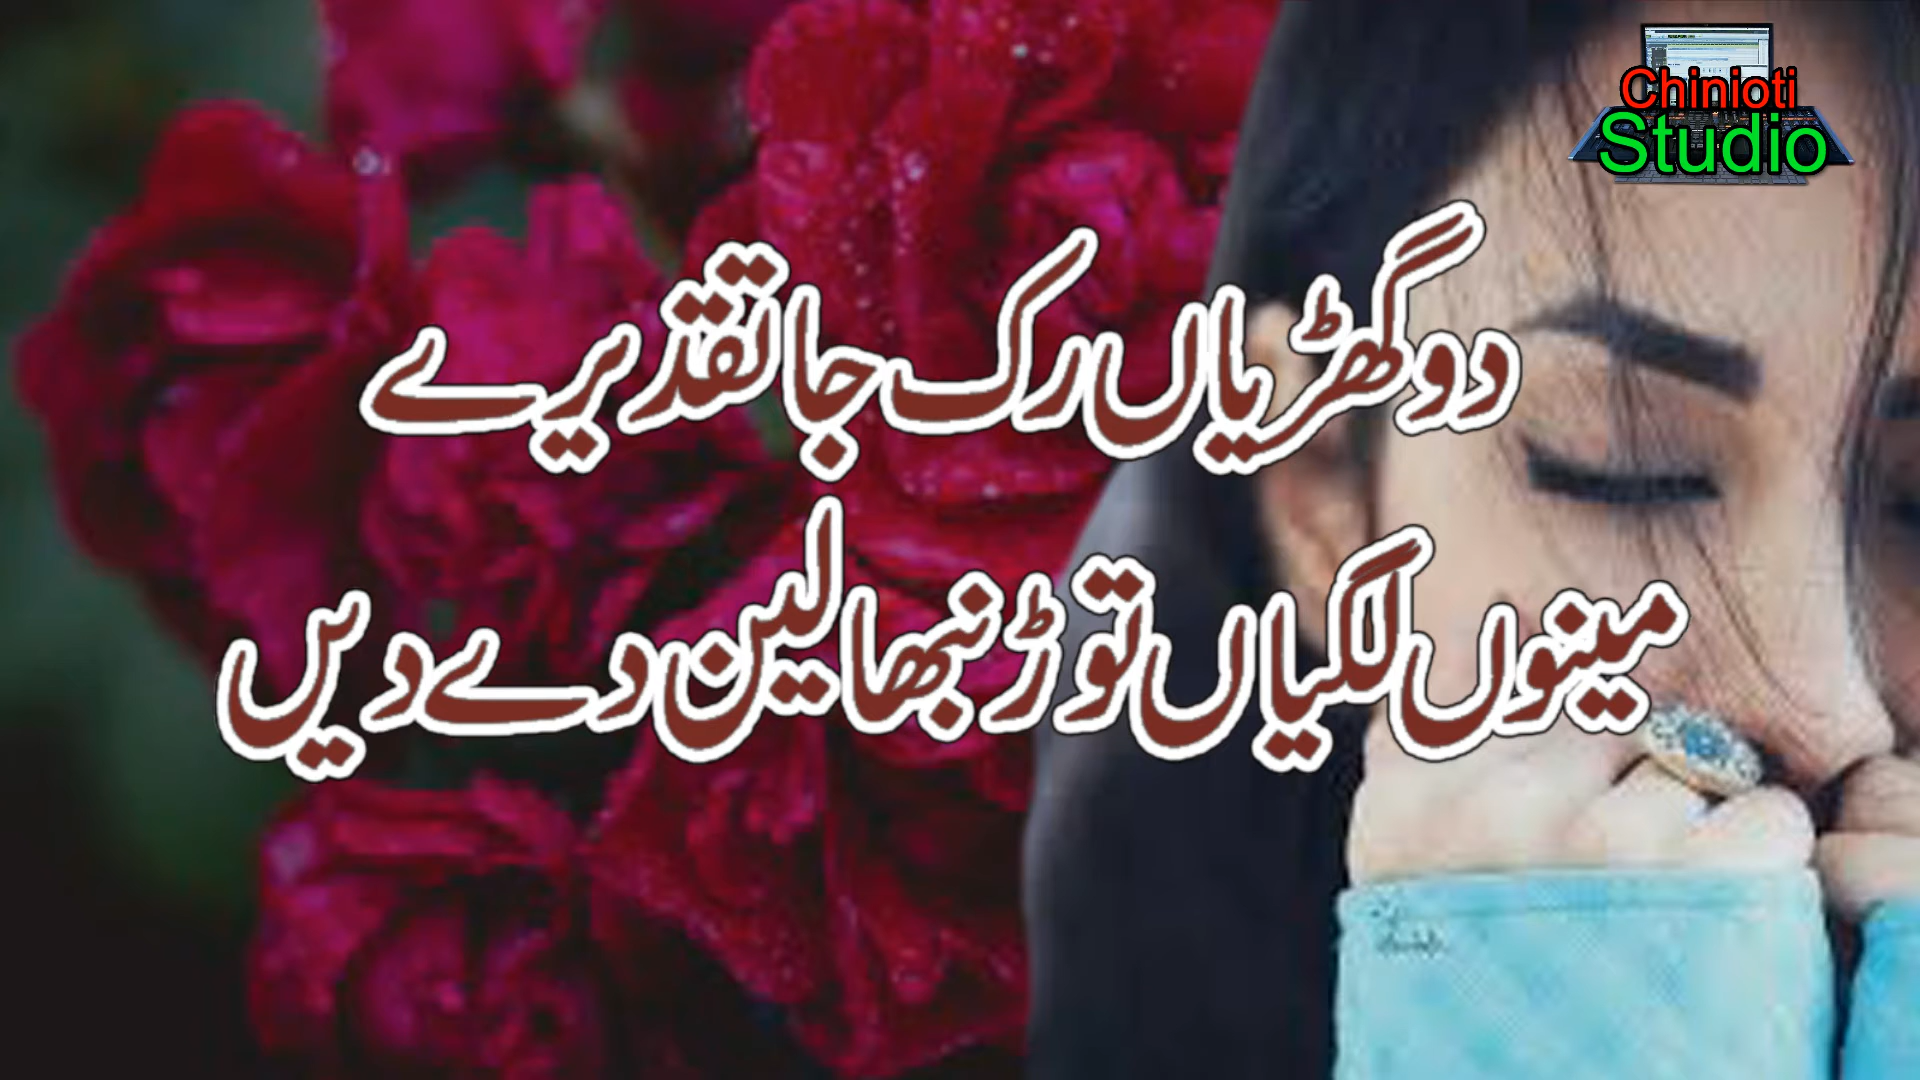 Chinioti
Studio
دو گھڑیاں رک جا تقدیرے
مینوں لگیاں توڑ نبھا لین دے دیں